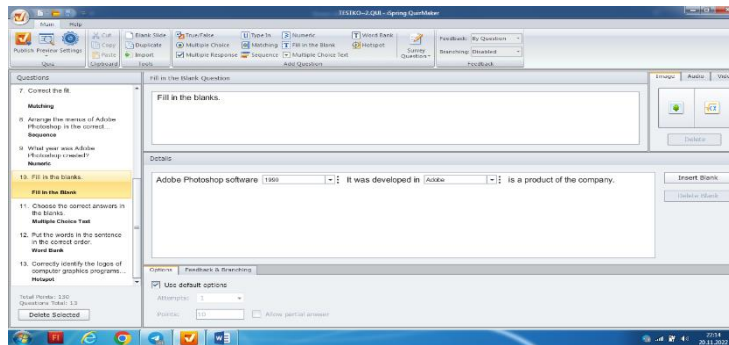 TESTKO~2.QUI - iSpring QuizMaker
Main Help
Publish Preview Settings
Quiz
Cut
Copy
Paste
Clipboard
Blank Slide
Duplicate
Import
Tools
True/False
Multiple Choice
Multiple Response
Type In
Matching
Sequence
Numeric
Fill in the Blank
Multiple Choice Text
Word Bank
Hotspot
Survey
Question
Add Question
Feedback: By Question
Branching: Disabled
Feedback
Questions
7. Correct the fit.
Matching
8. Arrange the menus of Adobe
Photoshop in the correct...
Sequence
9. What year was Adobe
Photoshop created?
Numeric
10. Fill in the blanks.
Fill in the Blank
11. Choose the correct answers in
the blanks.
Multiple Choice Text
12. Put the words in the sentence
in the correct order.
Word Bank
13. Correctly identify the logos of
computer graphics programs...
Hotspot
Total Points: 130
Questions Total: 13
Delete Selected
Fill in the Blank Question
Fill in the blanks.
Image Audio
Delete
Details
Adobe Photoshop software 1990 It was developed in Adobe is a product of the company.
Insert Blank
Delete Blank
Options Feedback & Branching
Use default options
Attempts: 1
Points: 10
Allow partial answer
22:54
20.11.2022